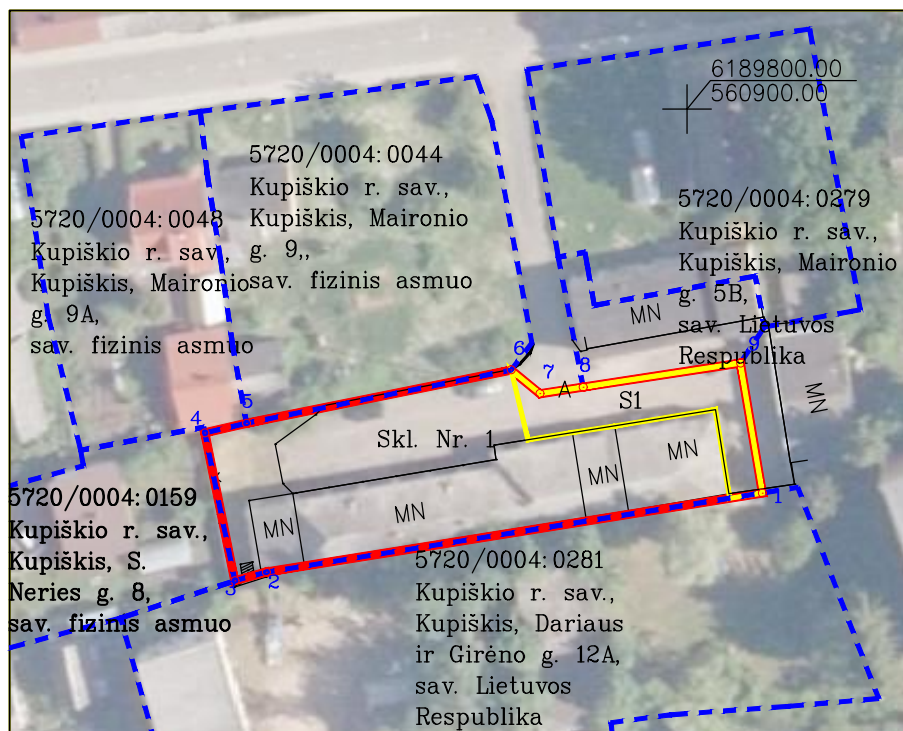 6189800.00
560900.00
5720/0004:0044
Kupiškio r. sav.,
Kupiškis, Maironio
g. 9,,
sav. fizinis asmuo
5720/0004:0048
Kupiškio r. sav.,
Kupiškis, Maironio
g. 9A,
sav. fizinis asmuo
5720/0004:0279
Kupiškio r. sav.,
Kupiškis, Maironio
g. 5B,
sav. Lietuvos
Respublika
MN
6
7
8
9
A
S1
MN
4
5
Skl. Nr. 1
MN
MN
MN
MN
1
2
3
5720/0004:0159
Kupiškio r. sav.,
Kupiškis, S.
Neries g. 8,
sav. fizinis asmuo
5720/0004:0281
Kupiškio r. sav.,
Kupiškis, Dariaus
ir Girėno g. 12A,
sav. Lietuvos
Respublika